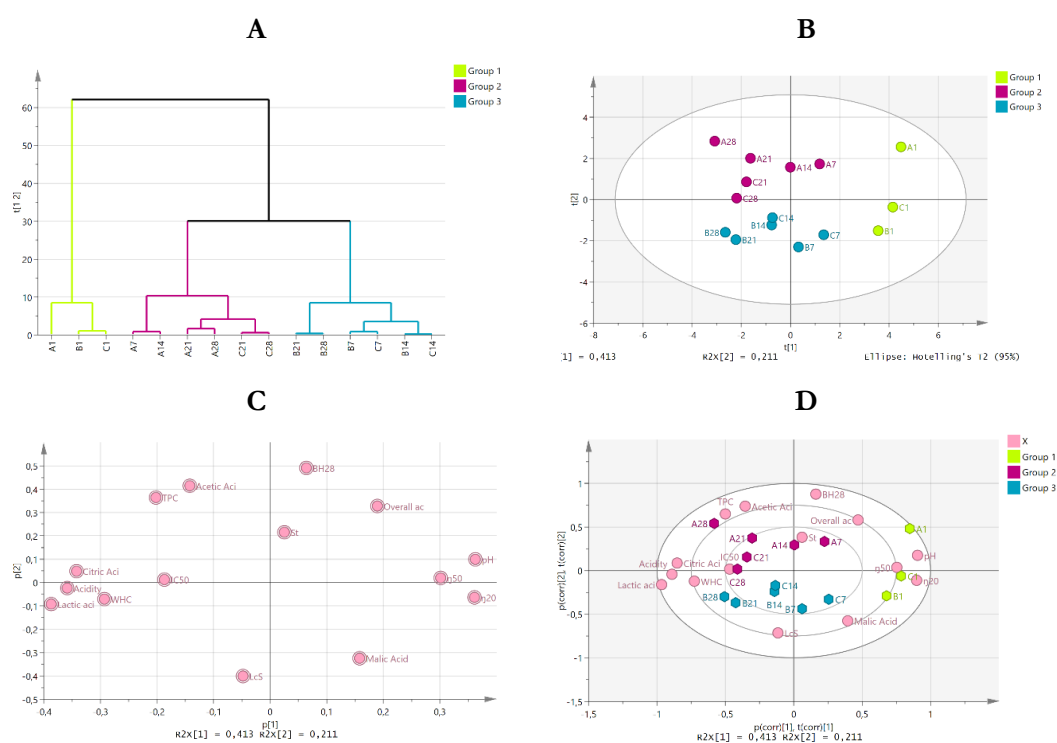 A
B
Group 1
Group 2
Group 3
60
50
40
30
20
10
0
t[1 2]
A1
B1
C1
A7
A14
A21
A28
C21
C28
B21
B28
B7
C7
B14
C14
Group 1
Group 2
Group 3
4
2
0
-2
-4
-6
t[2]
A28
A21
A14
A7
A1
C21
C28
C1
C14
B14
B1
B28
B21
B7
C7
-8
-6
-4
-2
0
2
4
6
t[1]
1] = 0,413
R2X[2] = 0,211
Ellipse: Hotelling's T2 (95%)
C
D
0,5
0,4
0,3
0,2
0,1
0
-0,1
-0,2
-0,3
-0,4
-0,5
p[2]
BH28
Acetic Aci
TPC
Overall ac
St
pH
Citric Aci
IC50
η50
Acidity
WHC
Lactic aci
η20
Malic Acid
LcS
-0,4
-0,3
-0,2
-0,1
0
0,1
0,2
0,3
p[1]
R2X[1] = 0,413 R2X[2] = 0,211
X
Group 1
Group 2
Group 3
1
0,5
0
-0,5
-1
-1,5
p(corr)[2], t(corr)[2]
BH28
TPC
Acetic Aci
Overall ac
A28
A1
A21
St
A14
A7
IC50
C21
pH
Acidity
Citric Aci
η50
C28
C1
Lactic aci
WHC
C14
η20
B28
B21
B14
B7
C7
B1
Malic Acid
LcS
-1,5
-1
-0,5
0
0,5
1
p(corr)[1], t(corr)[1]
R2X[1] = 0,413 R2X[2] = 0,211